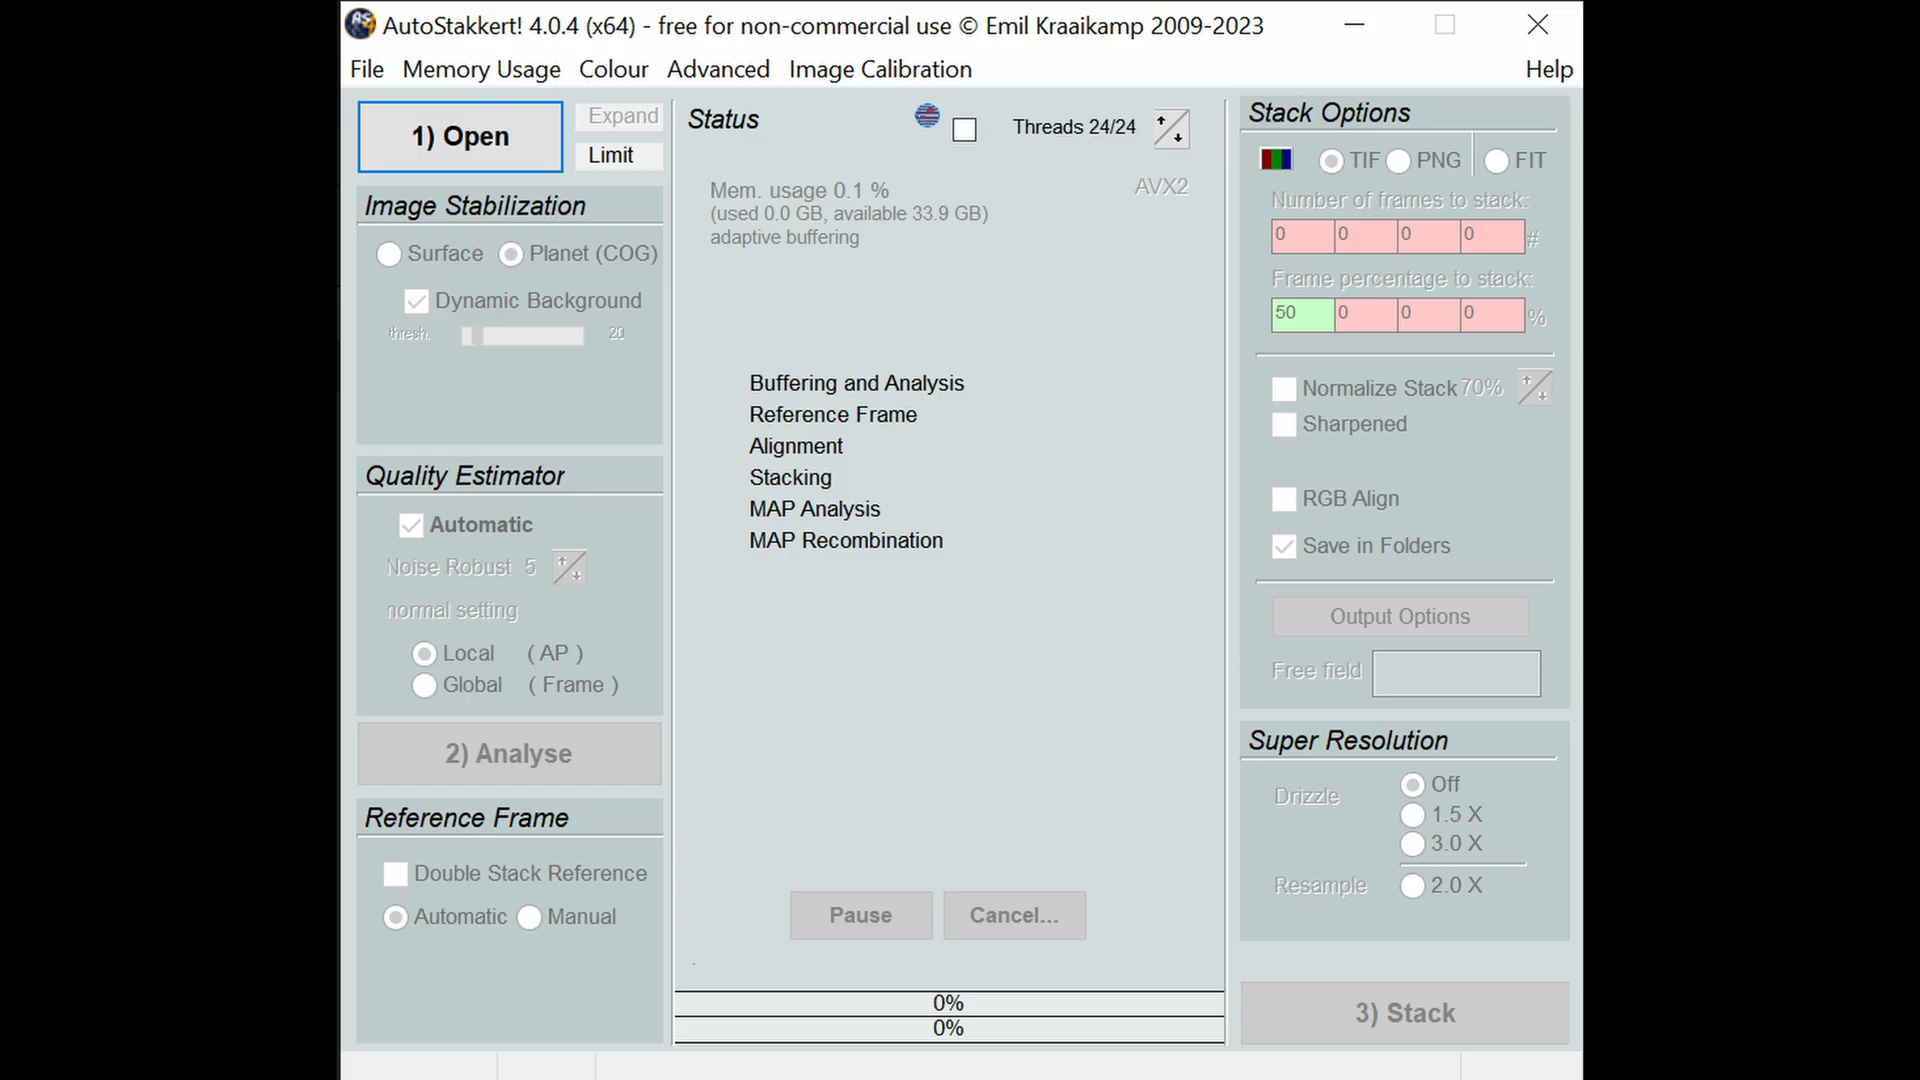 AutoStakkert! 4.0.4 (x64) - free for non-commercial use © Emil Kraaikamp 2009-2023
File Memory Usage Colour Advanced Image Calibration Help
1) Open
Expand
Limit
Image Stabilization
Surface Planet (COG)
Dynamic Background
thresh. 20
Quality Estimator
Automatic
Noise Robust 5
normal setting
Local ( AP )
Global ( Frame )
2) Analyse
Reference Frame
Double Stack Reference
Automatic Manual
Status
Threads 24/24
Mem. usage 0.1 %
AVX2
(used 0.0 GB, available 33.9 GB)
adaptive buffering
Buffering and Analysis
Reference Frame
Alignment
Stacking
MAP Analysis
MAP Recombination
Pause Cancel...
0%
0%
Stack Options
TIF PNG FIT
Number of frames to stack:
0 0 0 0 #
Frame percentage to stack:
50 0 0 0 %
Normalize Stack 70%
Sharpened
RGB Align
Save in Folders
Output Options
Free field
Super Resolution
Drizzle
Off
1.5 X
3.0 X
Resample 2.0 X
3) Stack